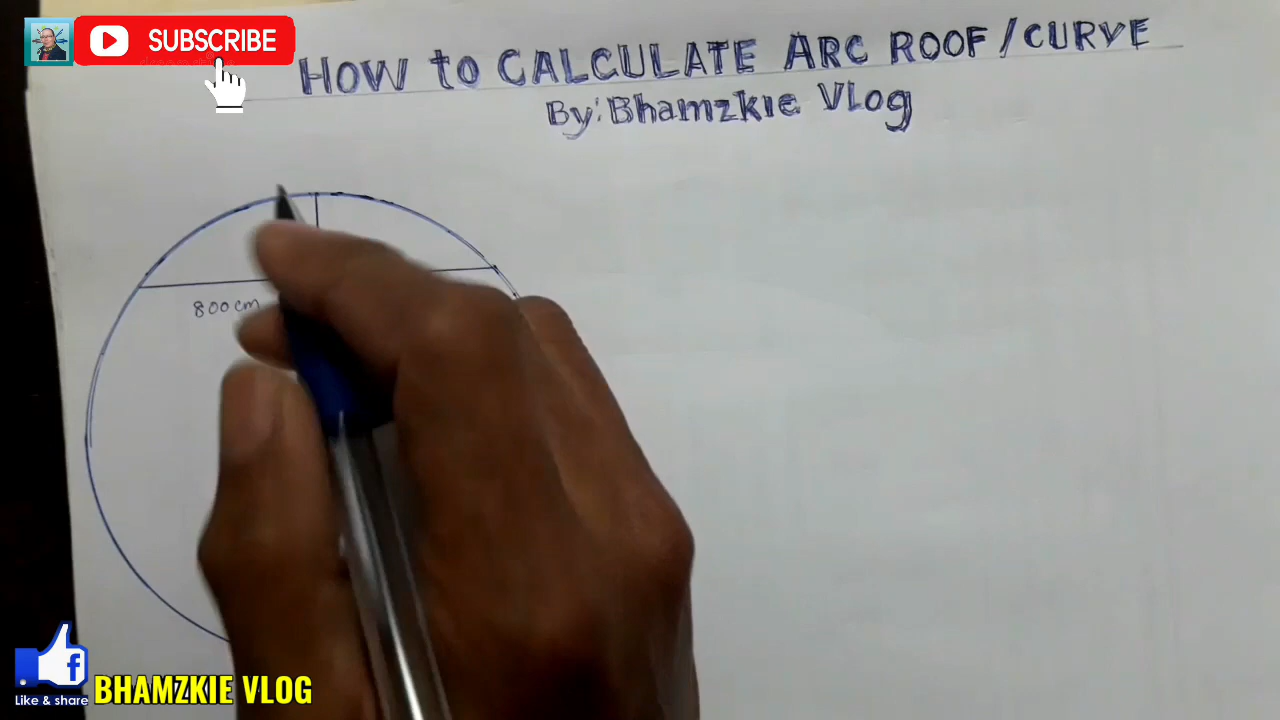 SUBSCRIBE
HOW to CALCULATE ARC ROOF/CURVE
By: Bhamzkie VLog
800 cm
Like & share
BHAMZKIE VLOG